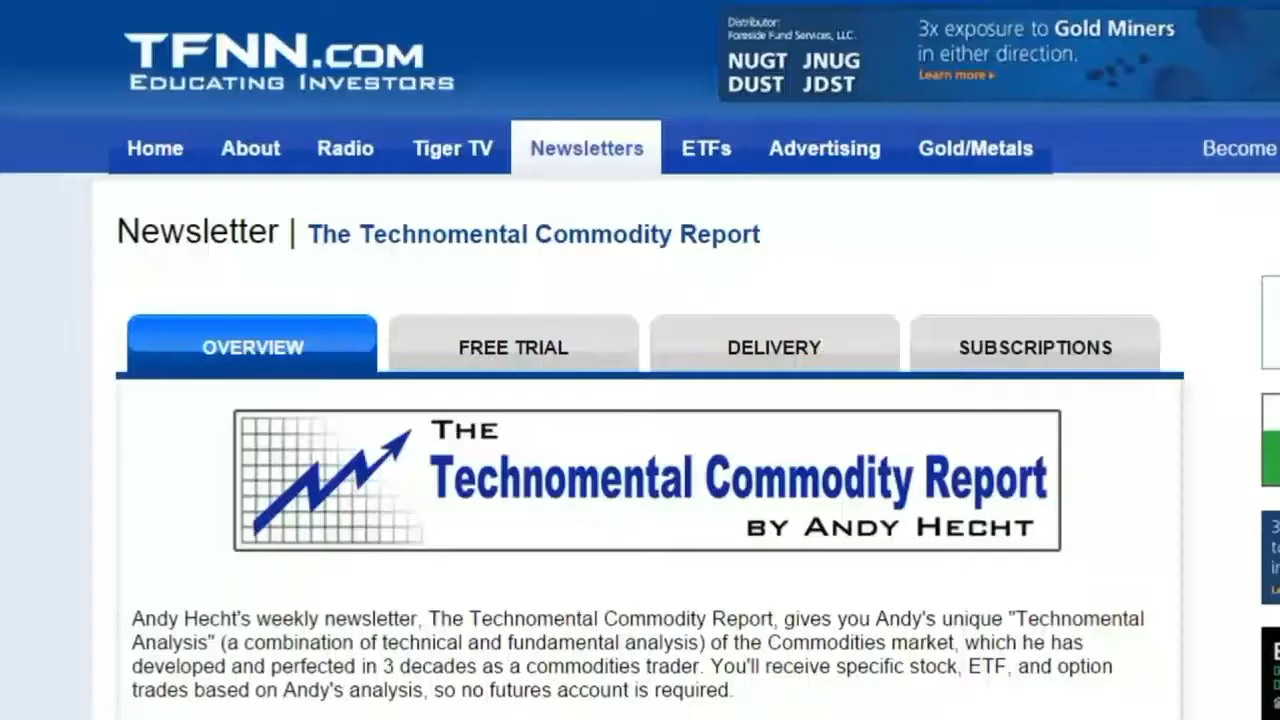 TFNN.COM
EDUCATING INVESTORS
Distributor:
Foreside Fund Services, LLC.
NUGT JNUG
DUST JDST
3x exposure to Gold Miners
in either direction.
Learn more
Home About Radio Tiger TV Newsletters ETFs Advertising Gold/Metals Become
Newsletter | The Technomental Commodity Report
OVERVIEW FREE TRIAL DELIVERY SUBSCRIPTIONS
THE
Technomental Commodity Report
BY ANDY HECHT
Andy Hecht's weekly newsletter, The Technomental Commodity Report, gives you Andy's unique "Technomental
Analysis" (a combination of technical and fundamental analysis) of the Commodities market, which he has
developed and perfected in 3 decades as a commodities trader. You'll receive specific stock, ETF, and option
trades based on Andy's analysis, so no futures account is required.